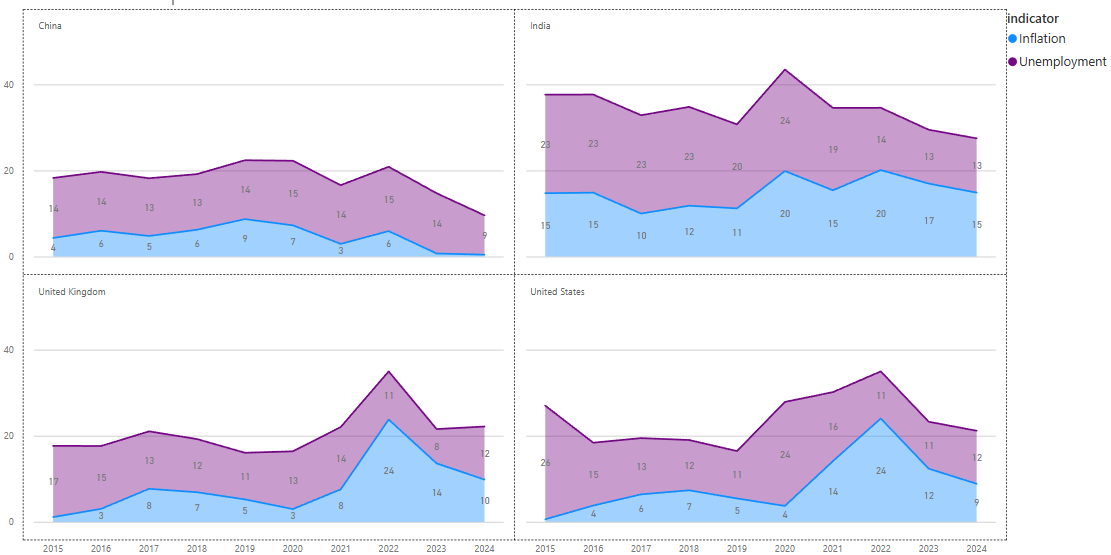 China
India
indicator
Inflation
Unemployment
40
20
0
14 14 13 13 14 15 14 15 14 9
4 6 5 6 9 7 3 6
23 23 23 23 20 24 19 14 13 13
15 15 10 12 11 20 15 20 17 15
United Kingdom
United States
40
20
0
17 15 13 12 11 13 14 11 8 12
3 8 7 5 3 8 24 14 10
26 15 13 12 11 24 16 11 11 12
4 6 7 5 4 14 24 12 9
2015 2016 2017 2018 2019 2020 2021 2022 2023 2024
2015 2016 2017 2018 2019 2020 2021 2022 2023 2024